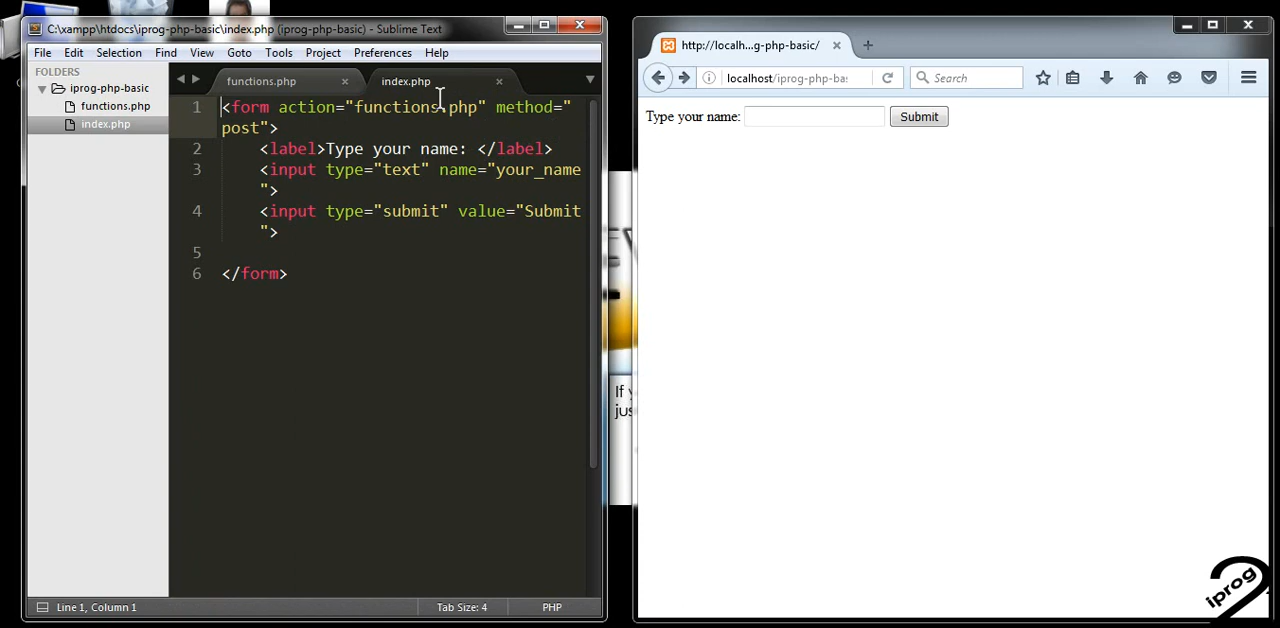 C:\xampp\htdocs\iprog-php-basic\index.php (iprog-php-basic) - Sublime Text
File Edit Selection Find View Goto Tools Project Preferences Help
FOLDERS
iprog-php-basic
functions.php
index.php
functions.php index.php
1 <form action="functions.php" method="
post">
2 <label>Type your name: </label>
3 <input type="text" name="your_name
">
4 <input type="submit" value="Submit
">
5
6 </form>
Line 1, Column 1 Tab Size: 4 PHP
If
jus
http://localh...g-php-basic/
localhost/iprog-php-ba: Search
Type your name: Submit
iprog